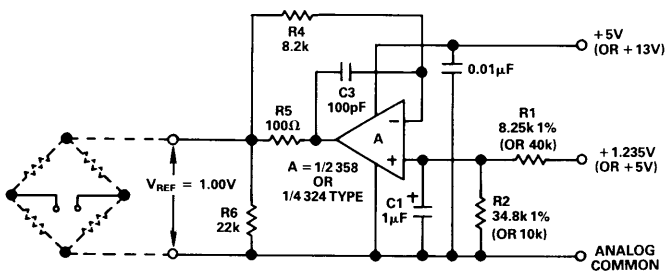 R4
8.2k
+5V
(OR +13V)
0.01µF
C3
100pF
R5
100Ω
−
A
+
R1
8.25k 1%
(OR 40k)
+1.235V
(OR +5V)
VREF = 1.00V
A = 1/2 358
OR
1/4 324 TYPE
R6
22k
C1
1µF
+
R2
34.8k 1%
(OR 10k)
ANALOG
COMMON